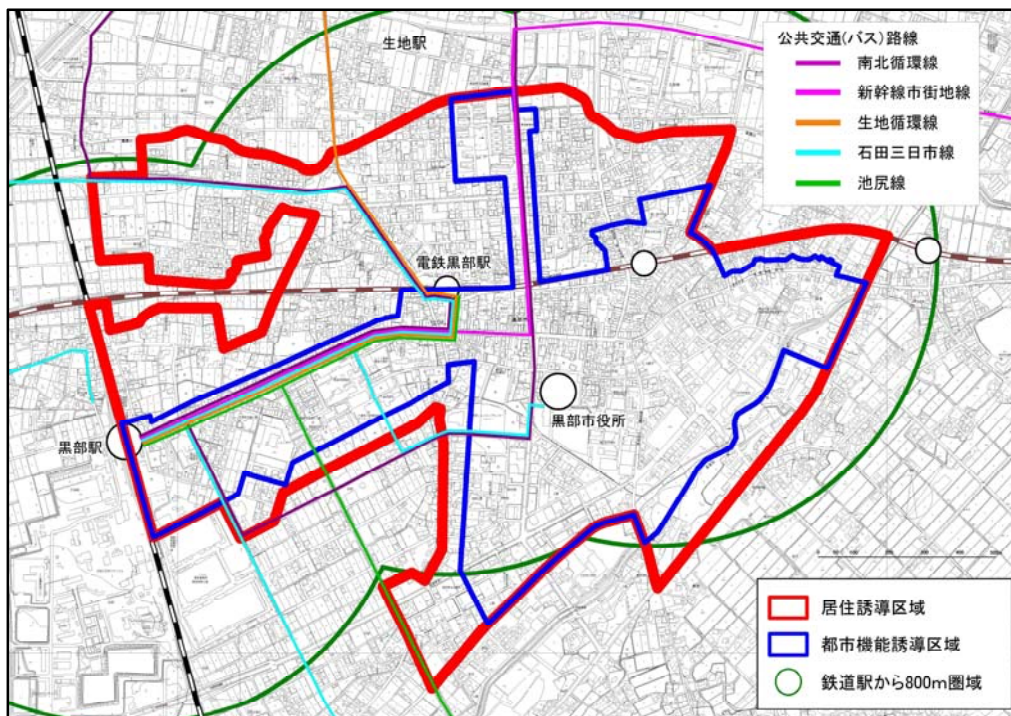 生地駅
公共交通(バス)路線
南北循環線
新幹線市街地線
生地循環線
石田三日市線
池尻線
電鉄黒部駅
黒部市役所
黒部駅
居住誘導区域
都市機能誘導区域
鉄道駅から800m圏域